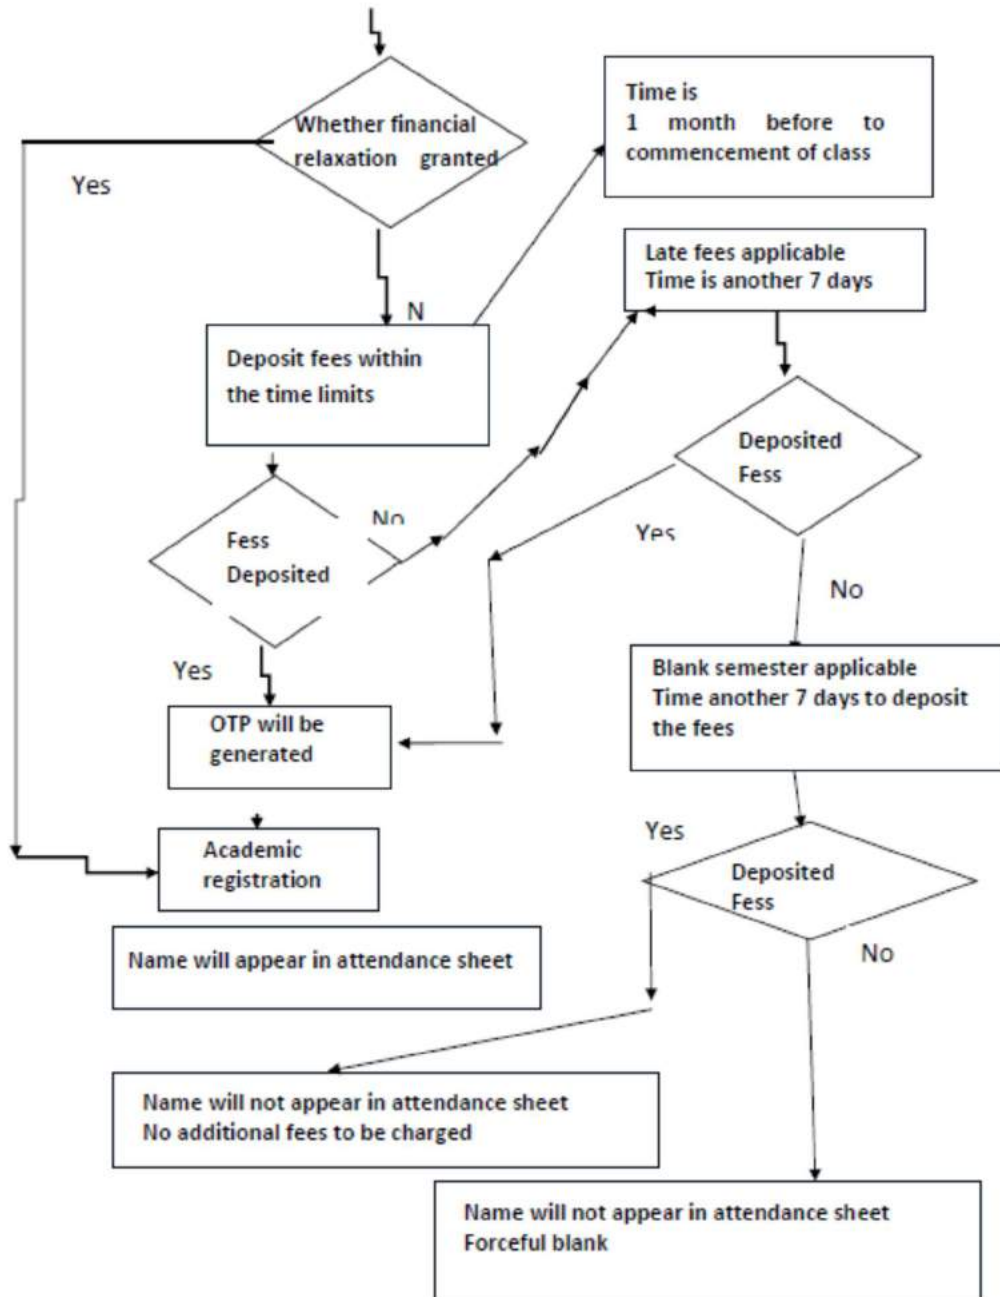 Whether financial
relaxation granted
Yes
Time is
1 month before to
commencement of class
Late fees applicable
Time is another 7 days
N
Deposit fees within
the time limits
Deposited
Fess
No
Yes
Fess
Deposited
No
Yes
Blank semester applicable
Time another 7 days to deposit
the fees
OTP will be
generated
Yes
Academic
registration
Deposited
Fess
No
Name will appear in attendance sheet
Name will not appear in attendance sheet
No additional fees to be charged
Name will not appear in attendance sheet
Forceful blank